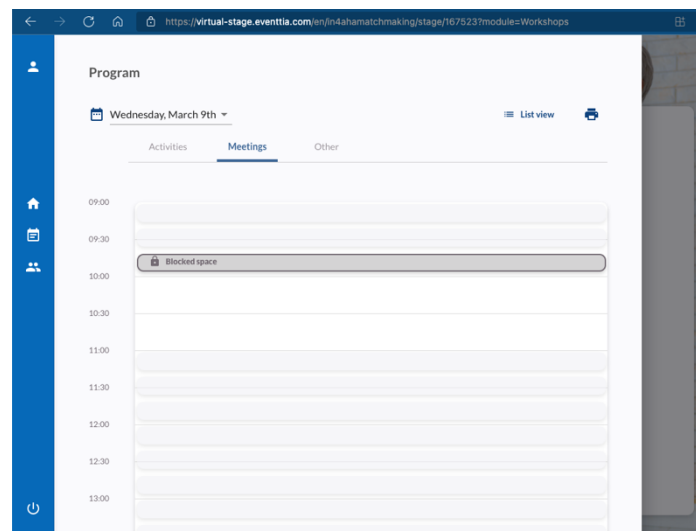 https://virtual-stage.eventtia.com/en/in4ahamatchmaking/stage/167523?module=Workshops
Program
Wednesday, March 9th
List view
Activities
Meetings
Other
09:00
09:30
Blocked space
10:00
10:30
11:00
11:30
12:00
12:30
13:00